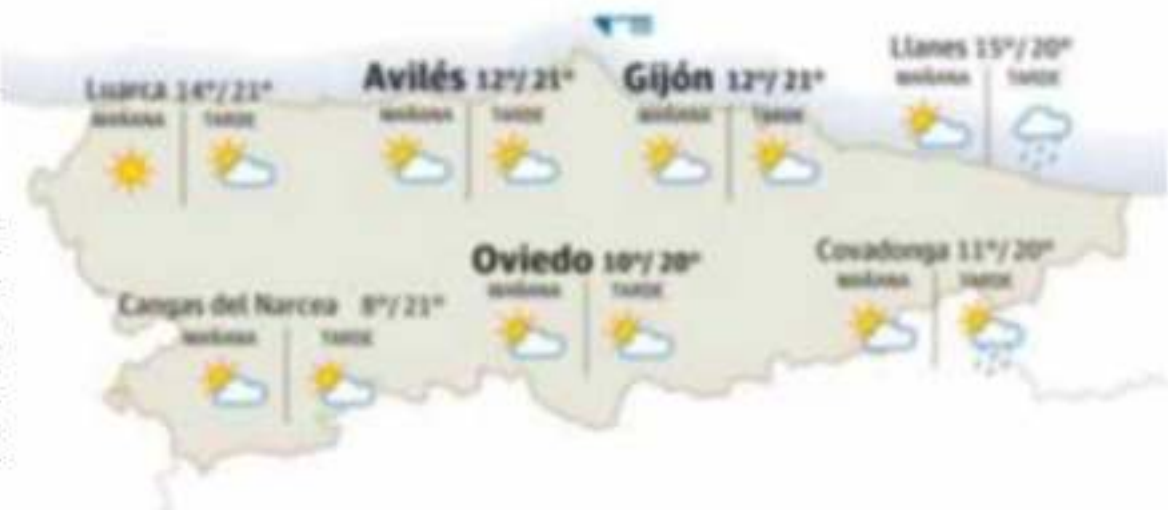 Llanes 15°/20°
MAÑANA TARDE
Luarca 14°/21°
MAÑANA TARDE
Avilés 12°/21°
MAÑANA TARDE
Gijón 12°/21°
MAÑANA TARDE
Oviedo 10°/20°
MAÑANA TARDE
Covadonga 11°/20°
MAÑANA TARDE
Cangas del Narcea 8°/21°
MAÑANA TARDE